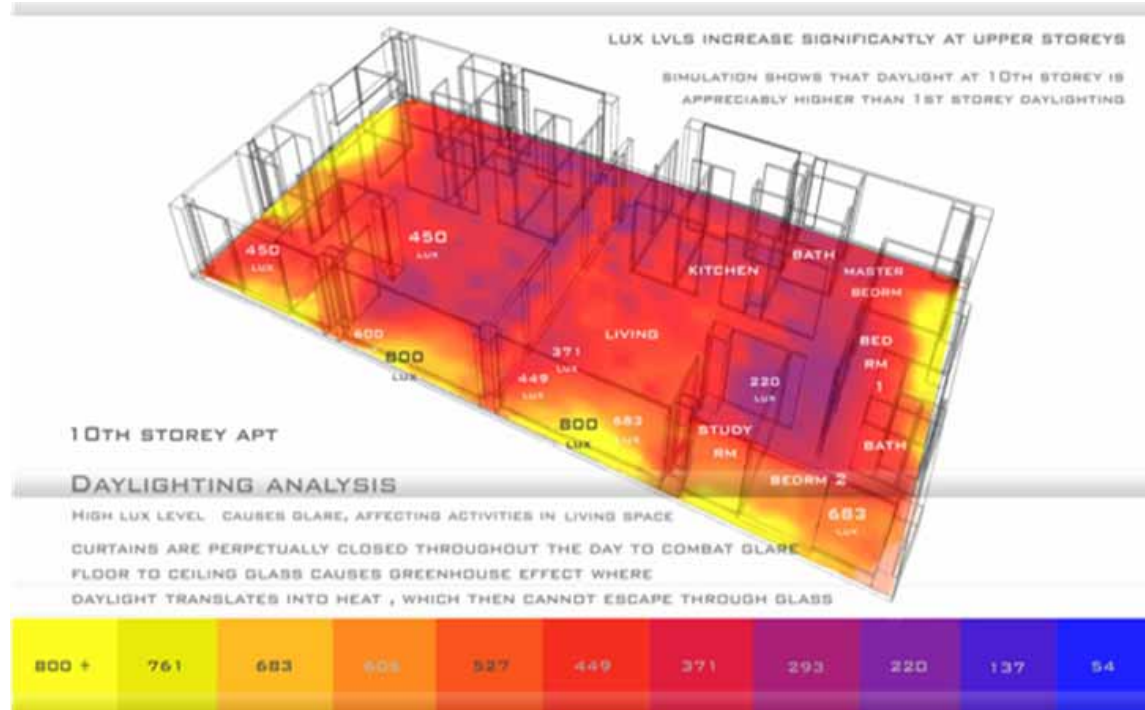 LUX LVLS INCREASE SIGNIFICANTLY AT UPPER STOREYS
SIMULATION SHOWS THAT DAYLIGHT AT 10TH STOREY IS
APPRECIABLY HIGHER THAN 1ST STOREY DAYLIGHTING
450
LUX
450
LUX
600
800
LUX
371
LUX
449
LUX
800
LUX
683
LUX
LIVING
KITCHEN
BATH
MASTER
BEDRM
BED
RM
1
220
LUX
STUDY
RM
BATH
BEDRM 2
683
LUX
10TH STOREY APT
DAYLIGHTING ANALYSIS
HIGH LUX LEVEL CAUSES GLARE, AFFECTING ACTIVITIES IN LIVING SPACE
CURTAINS ARE PERPETUALLY CLOSED THROUGHOUT THE DAY TO COMBAT GLARE
FLOOR TO CEILING GLASS CAUSES GREENHOUSE EFFECT WHERE
DAYLIGHT TRANSLATES INTO HEAT , WHICH THEN CANNOT ESCAPE THROUGH GLASS
800 + 761 683 605 527 449 371 293 220 137 54